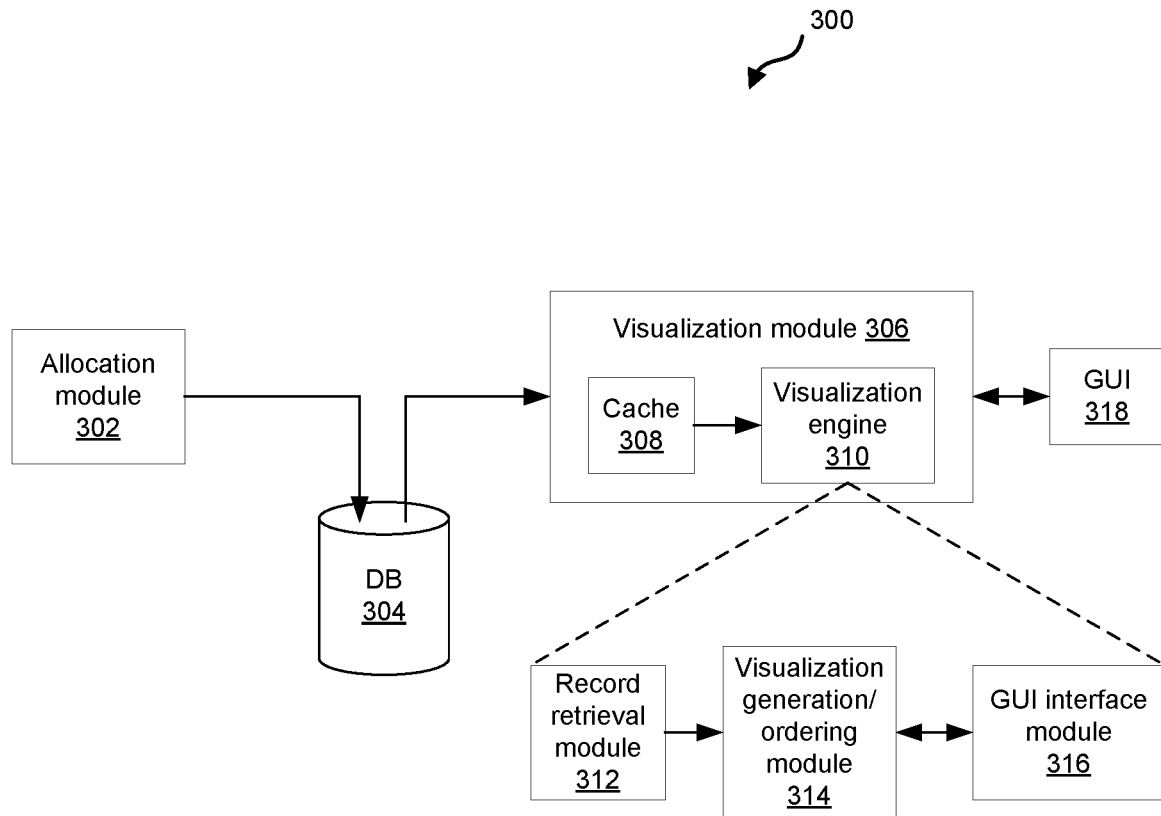 300
Visualization module 306
Allocation
module
302
Cache
308
Visualization
engine
310
GUI
318
DB
304
Record
retrieval
module
312
Visualization
generation/
ordering
module
314
GUI interface
module
316